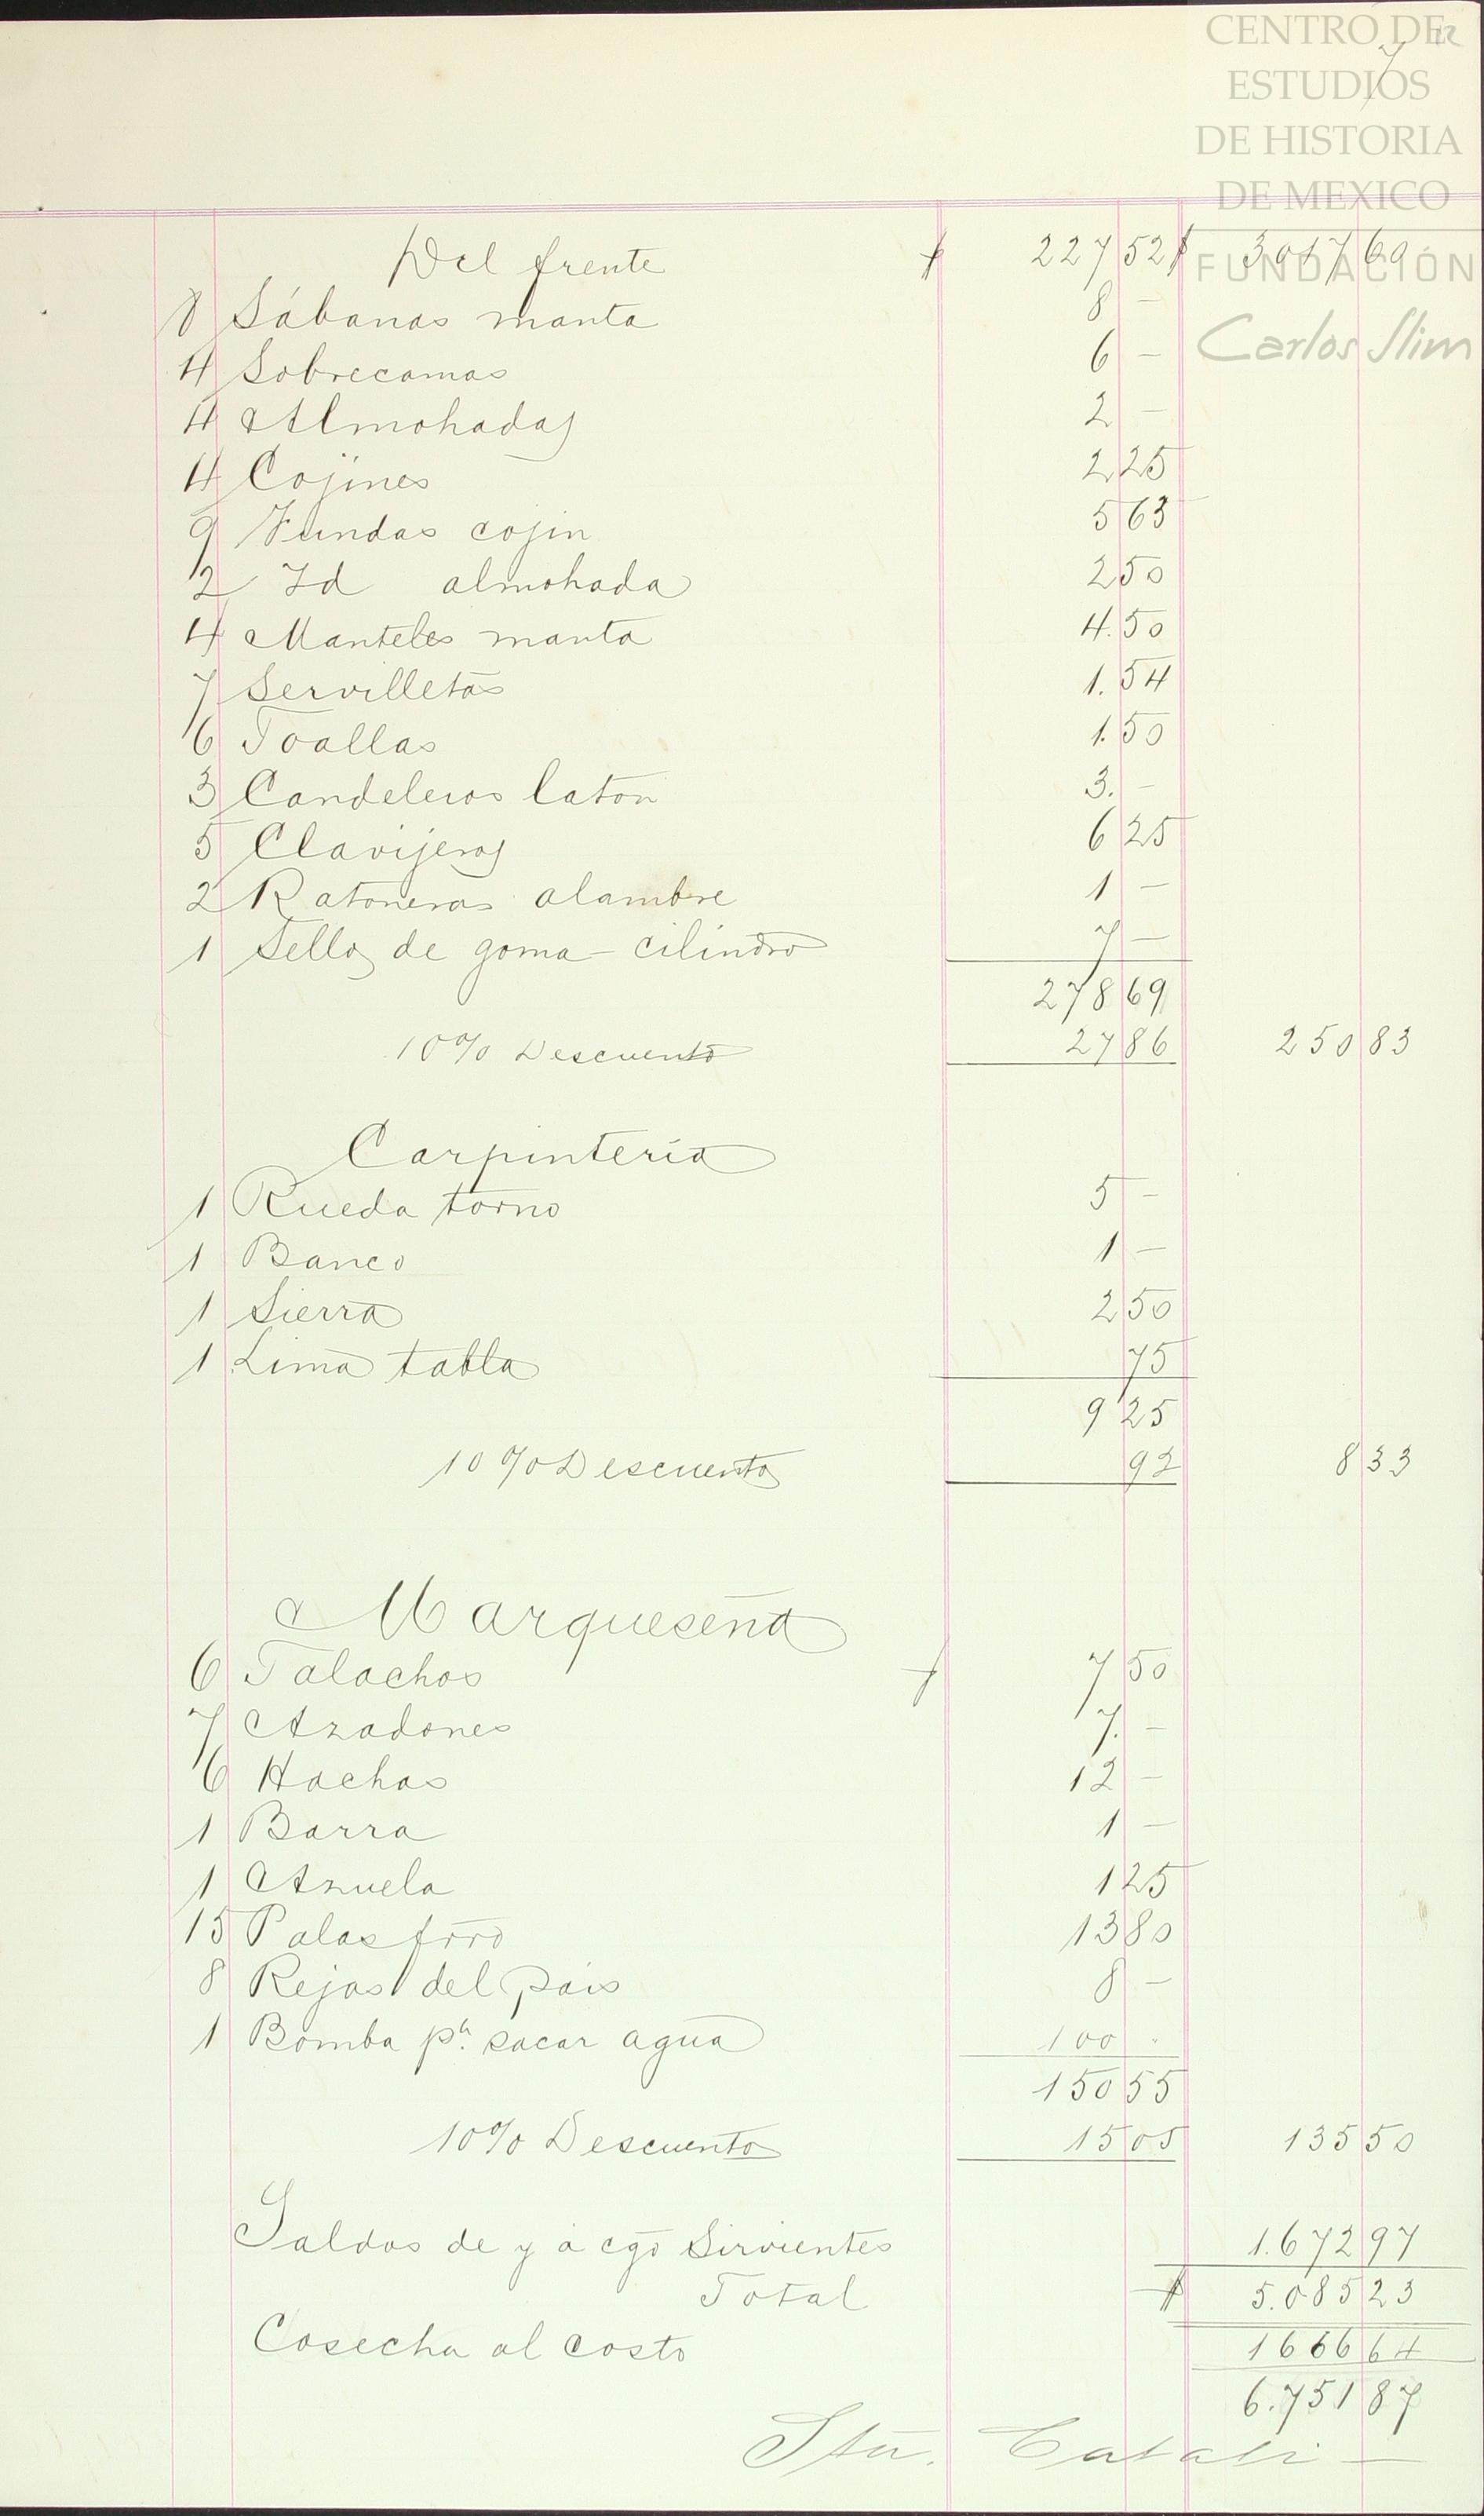 CENTRO DE
ESTUDIOS
DE HISTORIA
DE MEXICO
FUNDACIÓN
Carlos Slim
Del frente $ 227 52 $ 3017 60
8 Sábanas manta 8 —
4 Sobrecamas 6 —
4 Almohadas 2 —
4 Cojines 2 25
9 Fundas cojin 5 63
2 Id almohada 2 50
4 Manteles manta 4. 50
7 Servilletas 1. 54
6 Toallas 1. 50
3 Candeleros laton 3. —
5 Clavijeros 6 25
2 Ratoneras alambre 1 —
1 Sello de goma cilindro 7 —
278 69
10% Descuento 27 86 250 83
Carpintería
1 Rueda torno 5 —
1 Banco 1 —
1 Sierra 2 50
1 Lima tabla 75
9 25
10% Descuento 92 8 33
Marqueseña
6 Talachos $ 7 50
7 Azadones 7. —
6 Hachas 12 —
1 Barra 1 —
1 Azuela 1 25
15 Palas frro 13 80
8 Rejas del pais 8 —
1 Bomba pª. sacar agua 100 -
150 55
10% Descuento 15 05 135 50
Saldos de y á cgo Sirvientes 1.672 97
Total $ 5.085 23
Cosecha al costo 1666 64
6.751 87